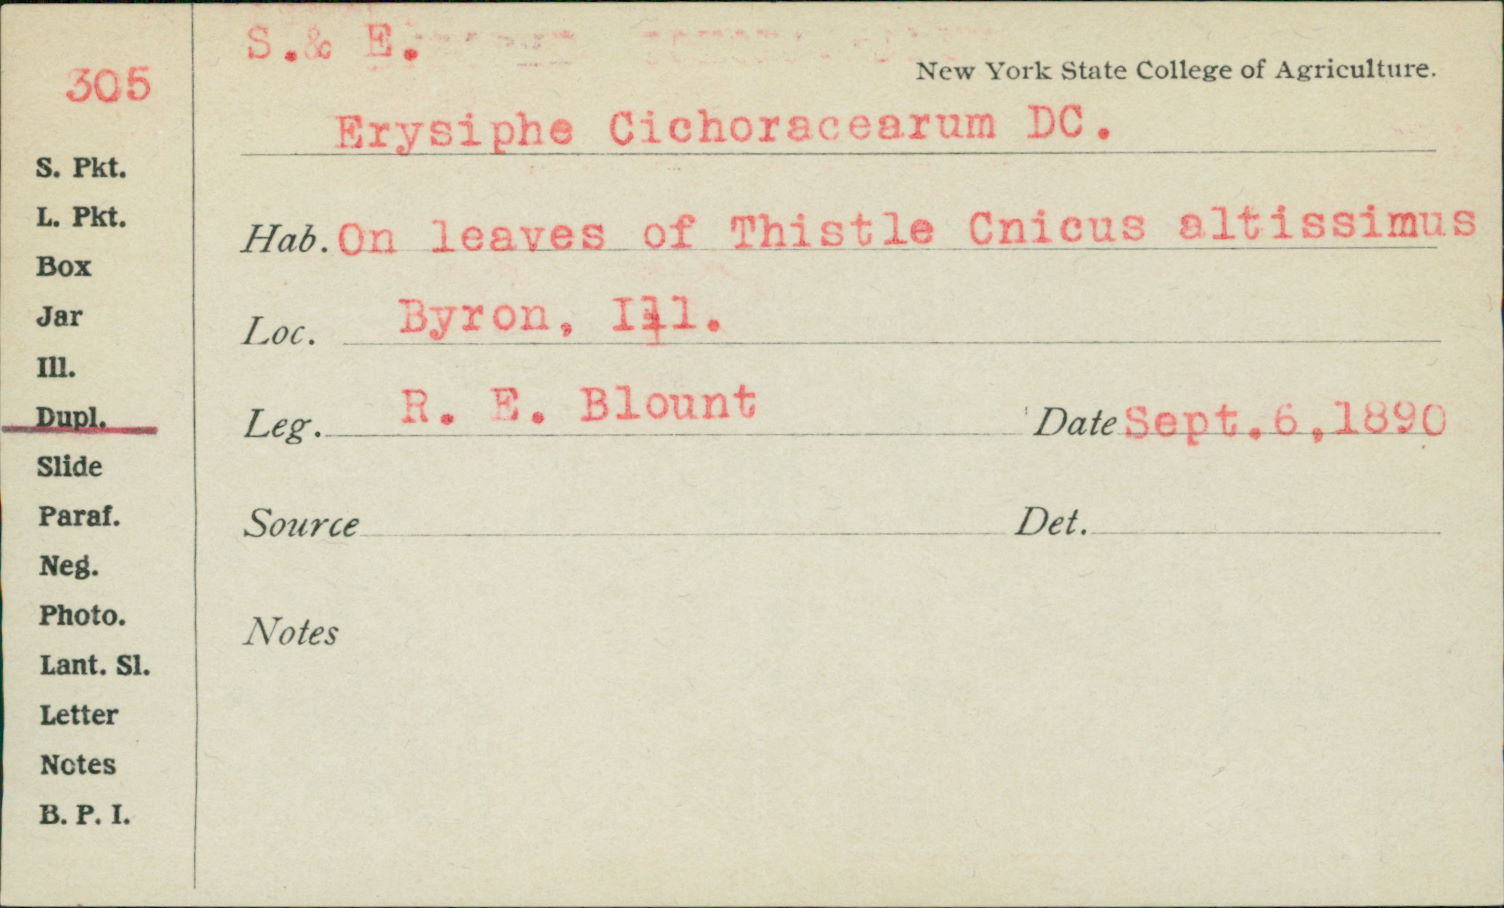 S.& E.
New York State College of Agriculture.
305
Erysiphe Cichoracearum DC.
S. Pkt.
L. Pkt.
Hab. On leaves of Thistle Cnicus altissimus
Box
Jar
Loc. Byron, Ill.
Ill.
Dupl.
Leg. R. E. Blount Date Sept.6,1890
Slide
Paraf.
Source Det.
Neg.
Photo.
Notes
Lant. Sl.
Letter
Notes
B. P. I.